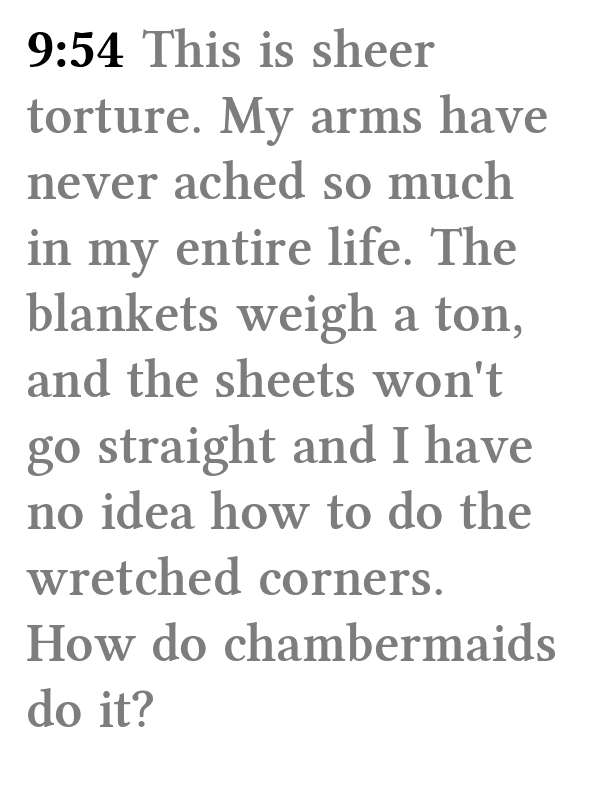 9:54 This is sheer
torture. My arms have
never ached so much
in my entire life. The
blankets weigh a ton,
and the sheets won't
go straight and I have
no idea how to do the
wretched corners.
How do chambermaids
do it?